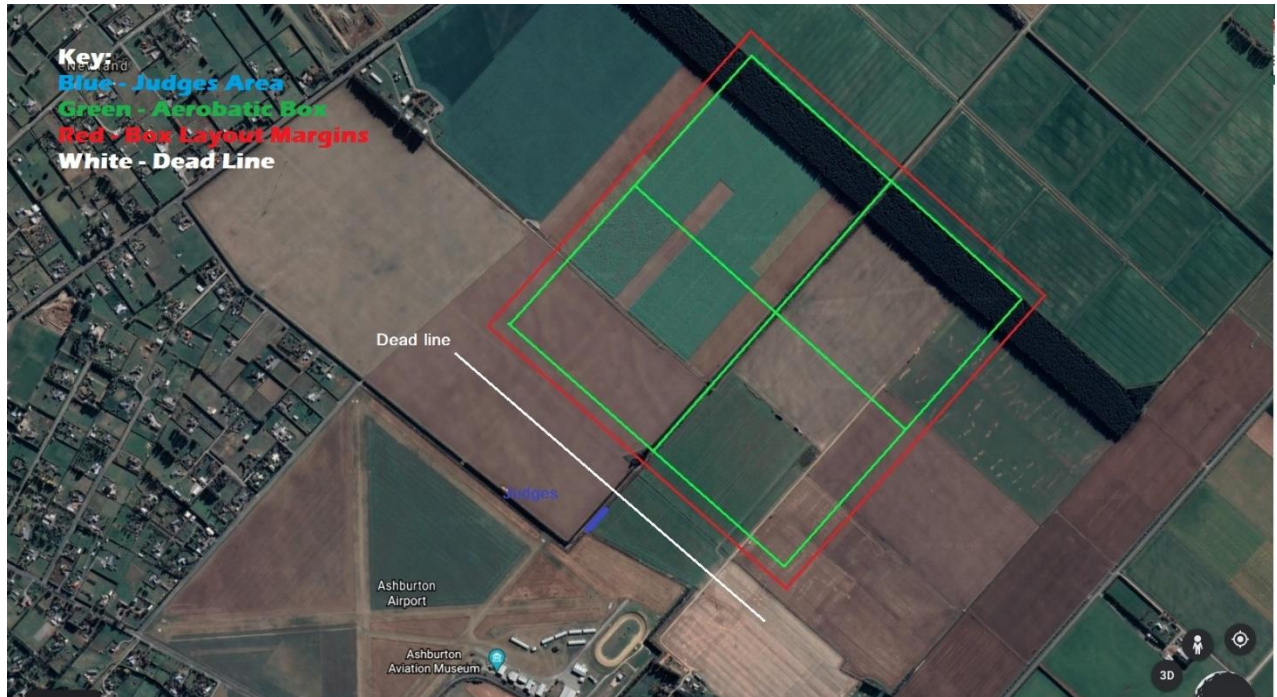 Key:
Newland
Blue - Judges Area
Green - Aerobatic Box
Red - Box Layout Margins
White - Dead Line
Dead line
Judges
Ashburton
Airport
Ashburton
Aviation Museum
3D